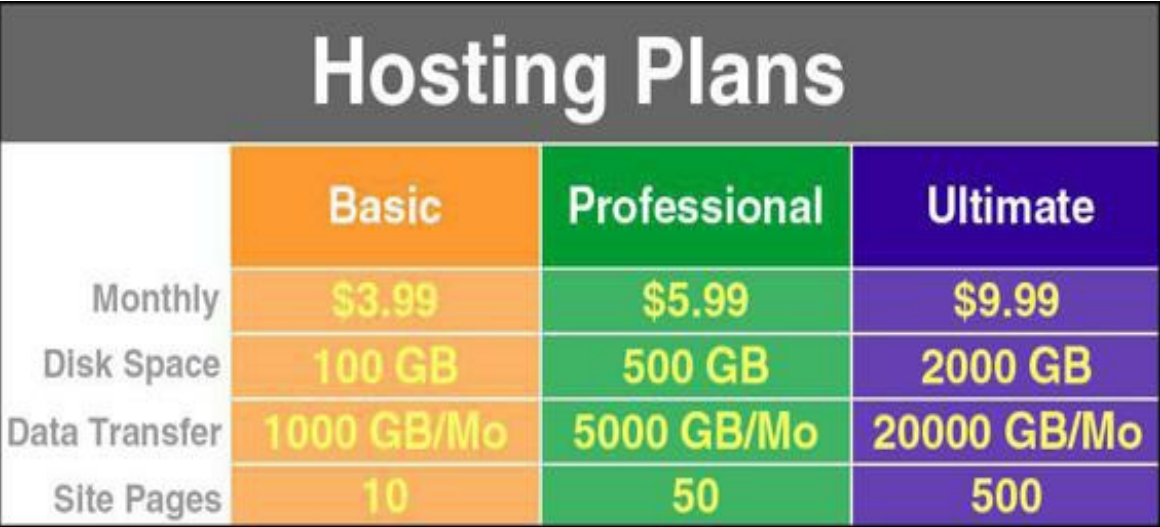 Hosting Plans
Basic Professional Ultimate
Monthly $3.99 $5.99 $9.99
Disk Space 100 GB 500 GB 2000 GB
Data Transfer 1000 GB/Mo 5000 GB/Mo 20000 GB/Mo
Site Pages 10 50 500